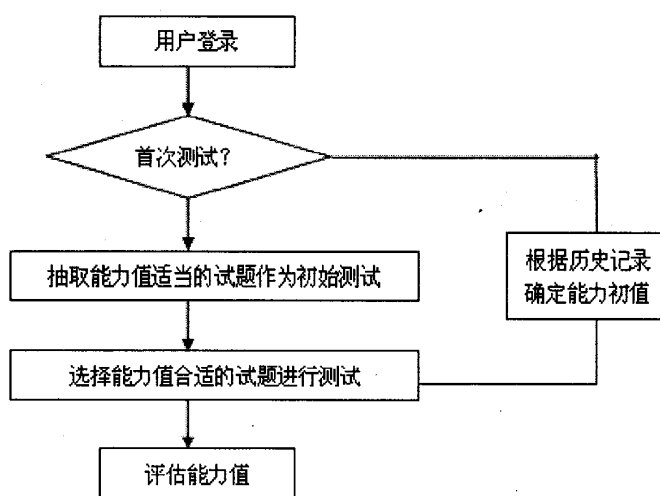 用户登录
首次测试?
抽取能力值适当的试题作为初始测试
根据历史记录
确定能力初值
选择能力值合适的试题进行测试
评估能力值